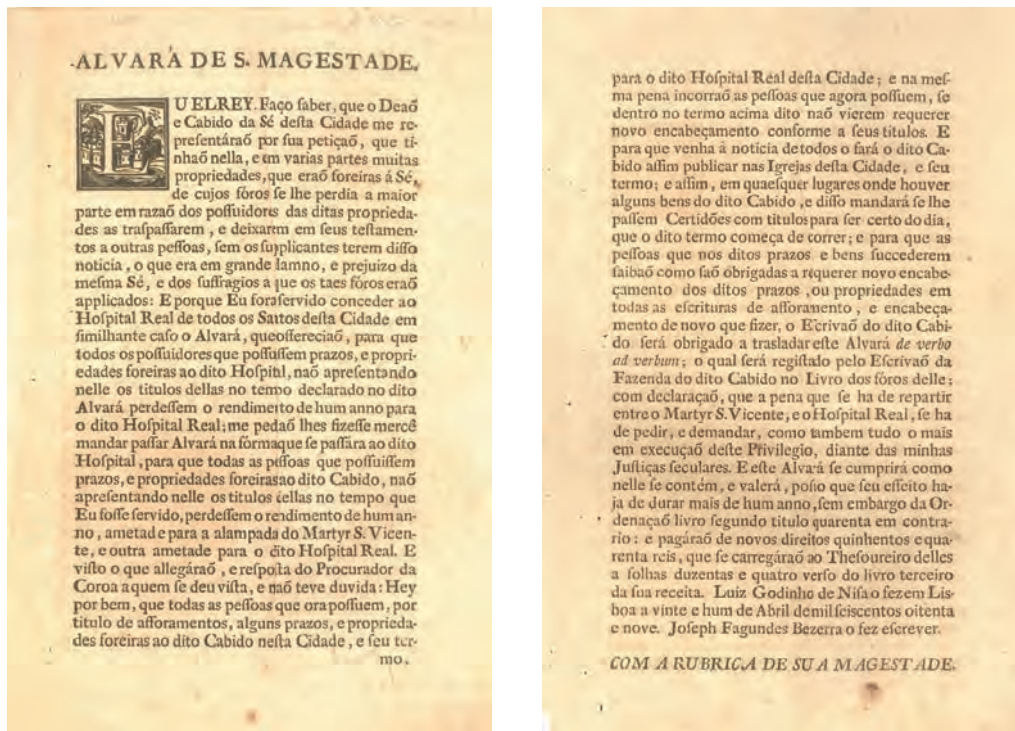 ALVARÁ DE S. MAGESTADE.
EU ELREY. Faço ſaber, que o Deaõ
e Cabido da Sé deſta Cidade me re-
preſentáraõ por ſua petiçaõ, que ti-
nhaõ nella, e em varias partes muitas
propriedades, que eraõ foreiras á Sé,
de cujos fóros ſe lhe perdia a maior
parte em razaõ dos poſſuidores das ditas proprieda-
des as traſpaſſarem, e deixarem em ſeus teſtamen-
tos a outras peſſoas, ſem os ſupplicantes terem diſſo
noticia, o que era em grande damno, e prejuizo da
meſma Sé, e dos ſuffragios a que os taes fóros eraõ
applicados: E porque Eu fora ſervido conceder ao
Hoſpital Real de todos os Santos deſta Cidade em
ſimilhante caſo o Alvará, que offereciaõ, para que
todos os poſſuidores que poſſuſſem prazos, e propri-
edades foreiras ao dito Hoſpital, naõ apreſentando
nelle os titulos dellas no termo declarado no dito
Alvará perdeſſem o rendimento de hum anno para
o dito Hoſpital Real; me pedaõ lhes fizeſſe mercê
mandar paſſar Alvará na fórma que ſe paſſára ao dito
Hoſpital, para que todas as peſſoas que poſſuiſſem
prazos, e propriedades foreiras ao dito Cabido, naõ
apreſentando nelle os titulos dellas no tempo que
Eu foſſe ſervido, perdeſſem o rendimento de hum an-
no, ametade para a alampada do Martyr S. Vicen-
te, e outra ametade para o dito Hoſpital Real. E
viſto o que allegáraõ, e reſpoſta do Procurador da
Coroa a quem ſe deu viſta, e naõ teve duvida: Hey
por bem, que todas as peſſoas que ora poſſuem, por
titulo de afforamentos, alguns prazos, e proprieda-
des foreiras ao dito Cabido neſta Cidade, e ſeu ter-
mo,
para o dito Hoſpital Real deſta Cidade; e na meſ-
ma pena incorraõ as peſſoas que agora poſſuem, ſe
dentro no termo acima dito naõ vierem requerer
novo encabeçamento conforme a ſeus titulos. E
para que venha á noticia de todos o fará o dito Ca-
bido aſſim publicar nas Igrejas deſta Cidade, e ſeu
termo; e aſſim, em quaeſquer lugares onde houver
alguns bens do dito Cabido, e diſſo mandará ſe lhe
paſſem Certidões com titulos para ſer certo do dia,
que o dito termo começa de correr; e para que as
peſſoas que nos ditos prazos e bens ſuccederem
ſaibaõ como ſaõ obrigadas a requerer novo encabe-
çamento dos ditos prazos, ou propriedades em
todas as eſcrituras de afforamento, e encabeça-
mento de novo que fizer, o Eſcrivaõ do dito Cabi-
do ſerá obrigado a trasladar eſte Alvará de verbo
ad verbum; o qual ſerá regiſtado pelo Eſcrivaõ da
Fazenda do dito Cabido no Livro dos fóros delle;
com declaraçaõ, que a pena que ſe ha de repartir
entre o Martyr S. Vicente, e o Hoſpital Real, ſe ha
de pedir, e demandar, como tambem tudo o mais
em execuçaõ deſte Privilegio, diante das minhas
Juſtiças ſeculares. E eſte Alvará ſe cumprirá como
nelle ſe contém, e valerá, poſto que ſeu effeito ha-
ja de durar mais de hum anno, ſem embargo da Or-
denaçaõ livro ſegundo titulo quarenta em contra-
rio: e pagáraõ de novos direitos quinhentos e qua-
renta reis, que ſe carregáraõ ao Theſoureiro delles
a folhas duzentas e quatro verſo do livro terceiro
da ſua receita. Luiz Godinho de Niſa o fez em Lis-
boa a vinte e hum de Abril de mil ſeiscentos oitenta
e nove. Joſeph Fagundes Bezerra o fez eſcrever.
COM A RUBRICA DE SUA MAGESTADE.